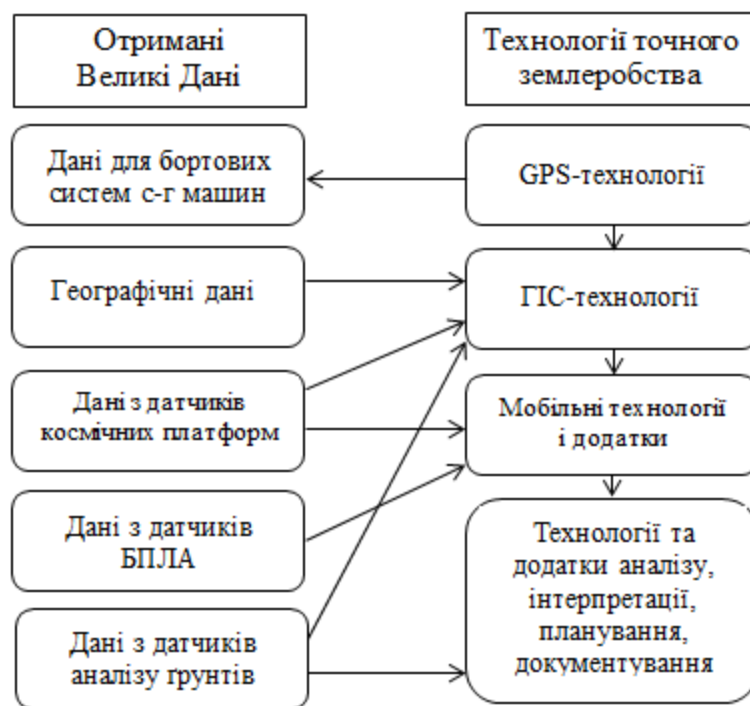 Отримані
Великі Дані
Технології точного
землеробства
Дані для бортових
систем с-г машин
GPS-технології
Географічні дані
ГІС-технології
Дані з датчиків
космічних платформ
Мобільні технології
і додатки
Дані з датчиків
БПЛА
Технології та
додатки аналізу,
інтерпретації,
планування,
документування
Дані з датчиків
аналізу ґрунтів